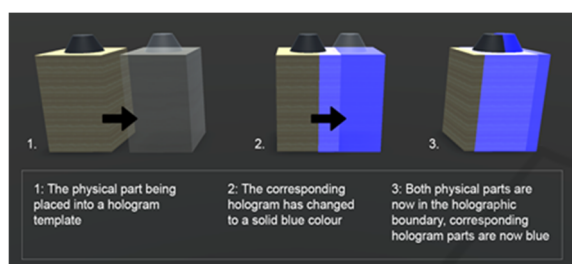 1.
2.
3.
1: The physical part being
placed into a hologram
template
2: The corresponding
hologram has changed
to a solid blue colour
3: Both physical parts are
now in the holographic
boundary, corresponding
hologram parts are now blue